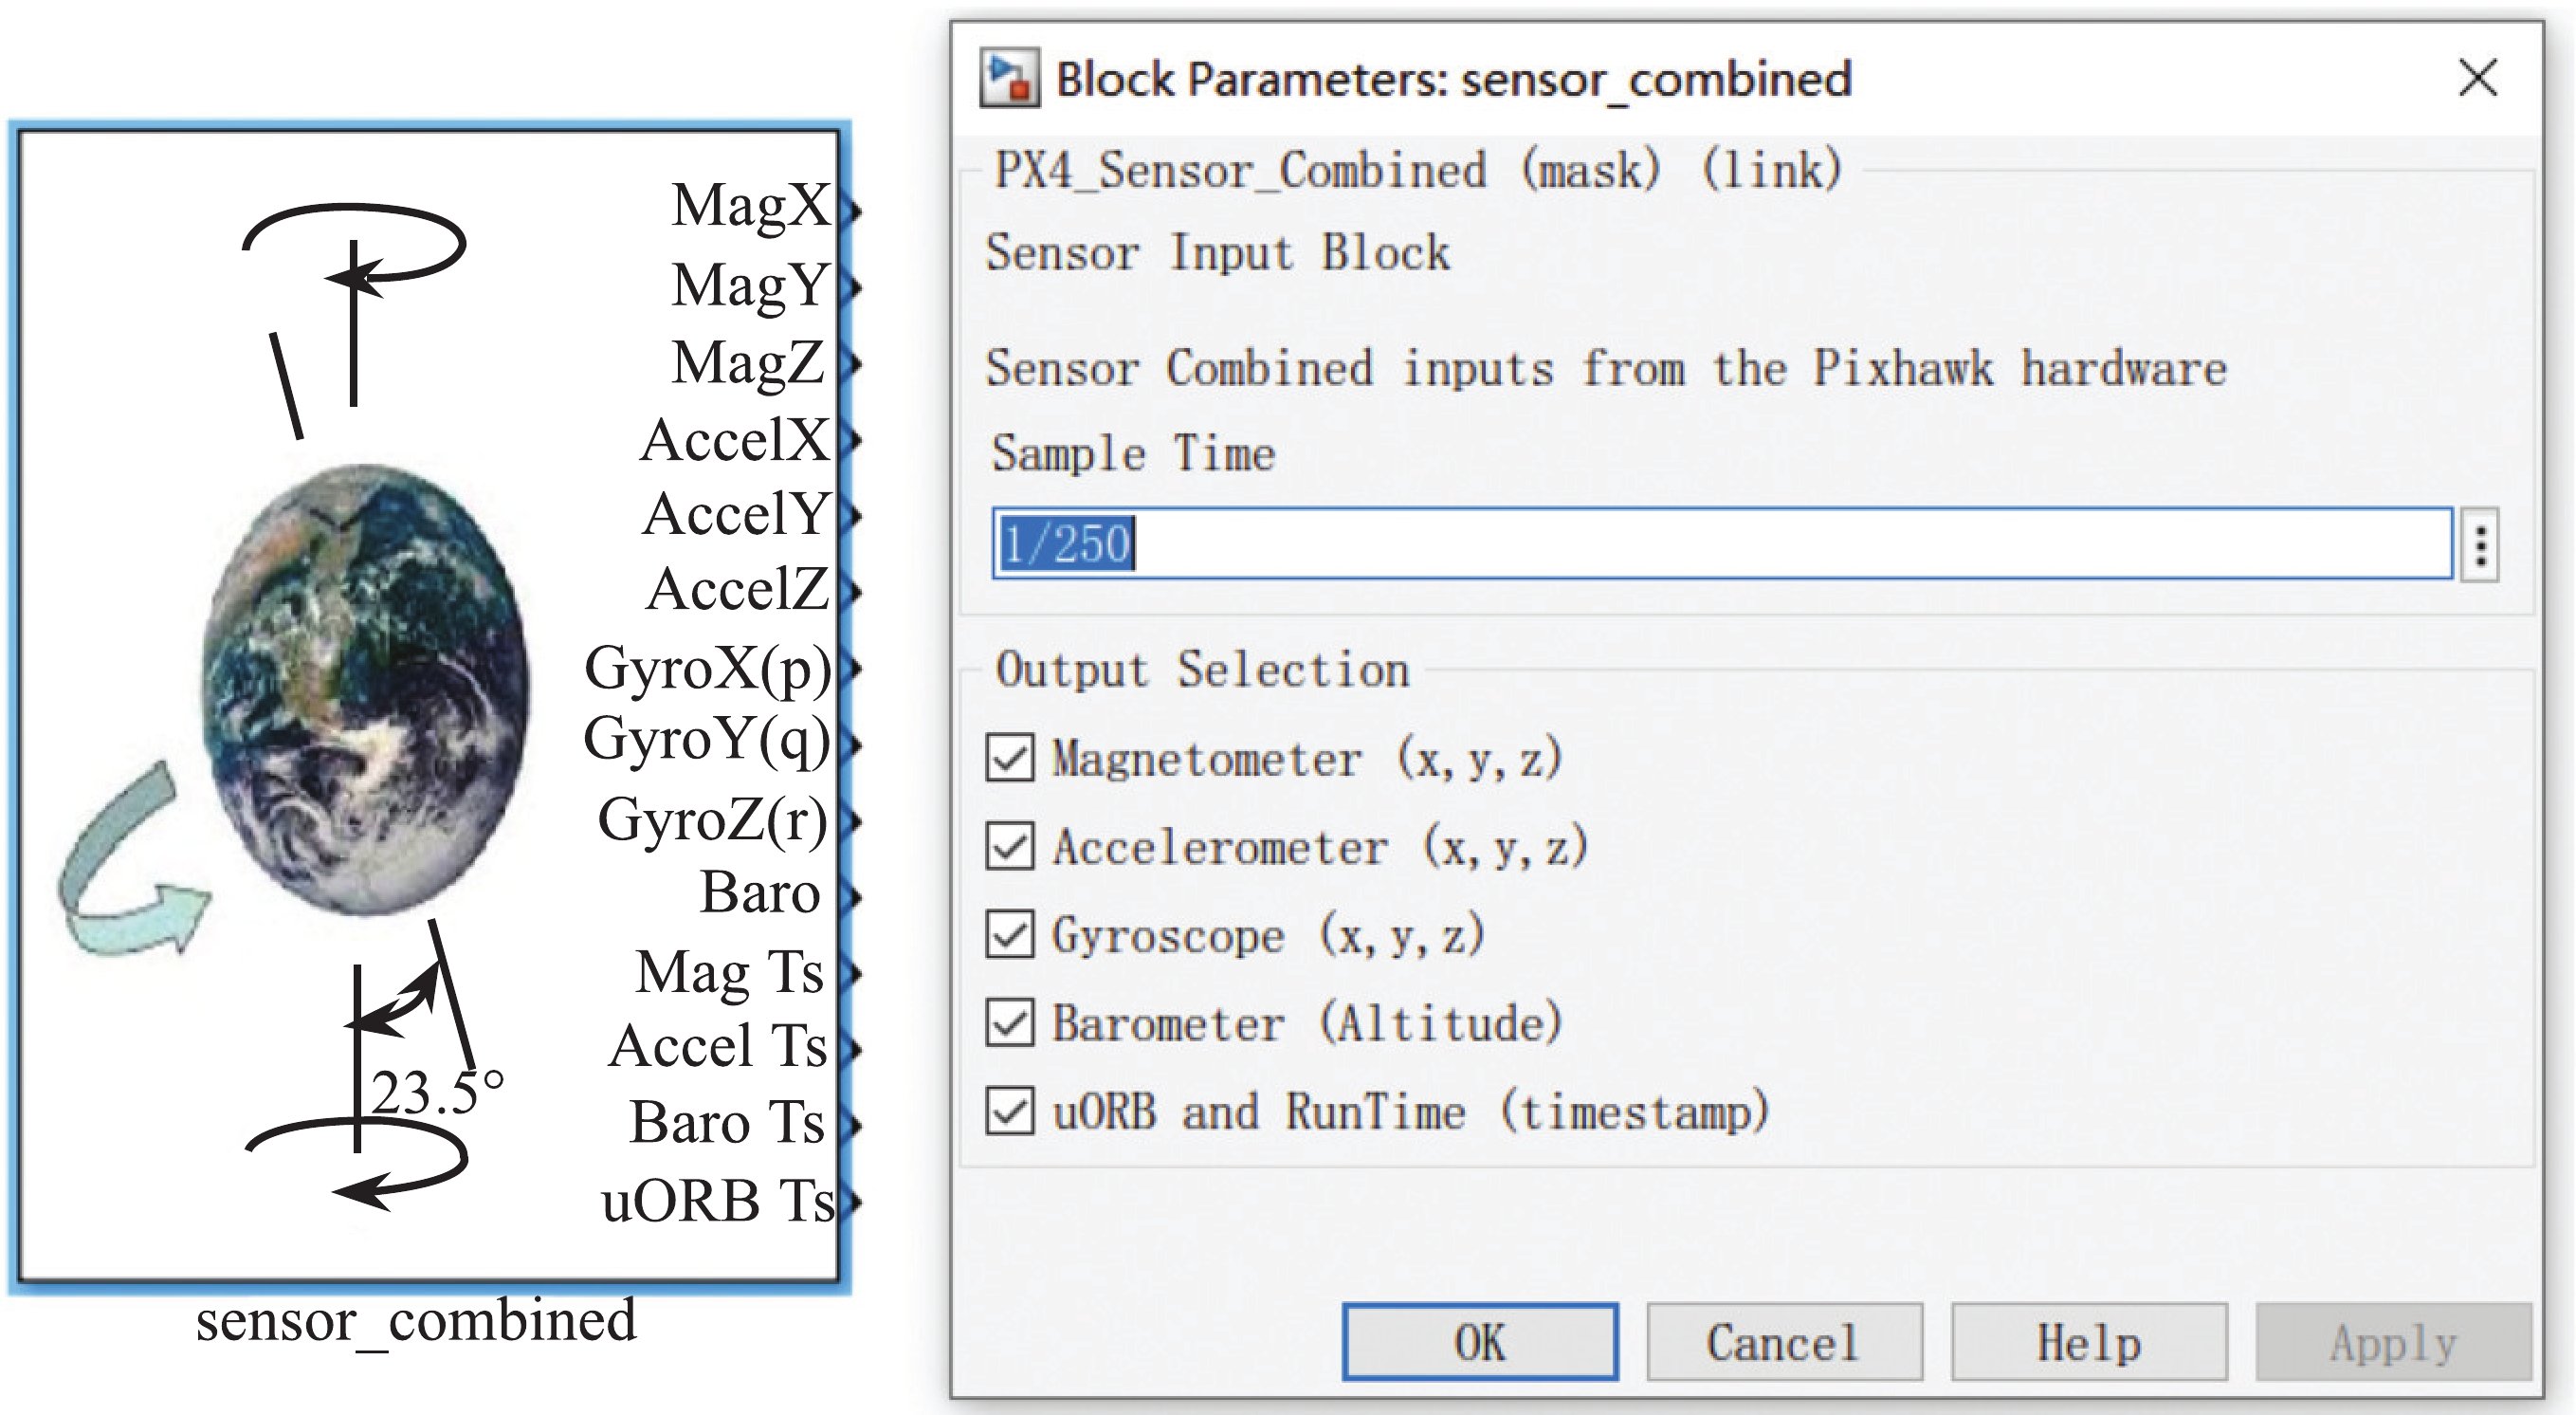 MagX
MagY
MagZ
AccelX
AccelY
AccelZ
GyroX(p)
GyroY(q)
GyroZ(r)
Baro
Mag Ts
Accel Ts
23.5°
Baro Ts
uORB Ts
sensor_combined
Block Parameters: sensor_combined
PX4_Sensor_Combined (mask) (link)
Sensor Input Block
Sensor Combined inputs from the Pixhawk hardware
Sample Time
1/250
Output Selection
Magnetometer (x,y,z)
Accelerometer (x,y,z)
Gyroscope (x,y,z)
Barometer (Altitude)
uORB and RunTime (timestamp)
OK
Cancel
Help
Apply